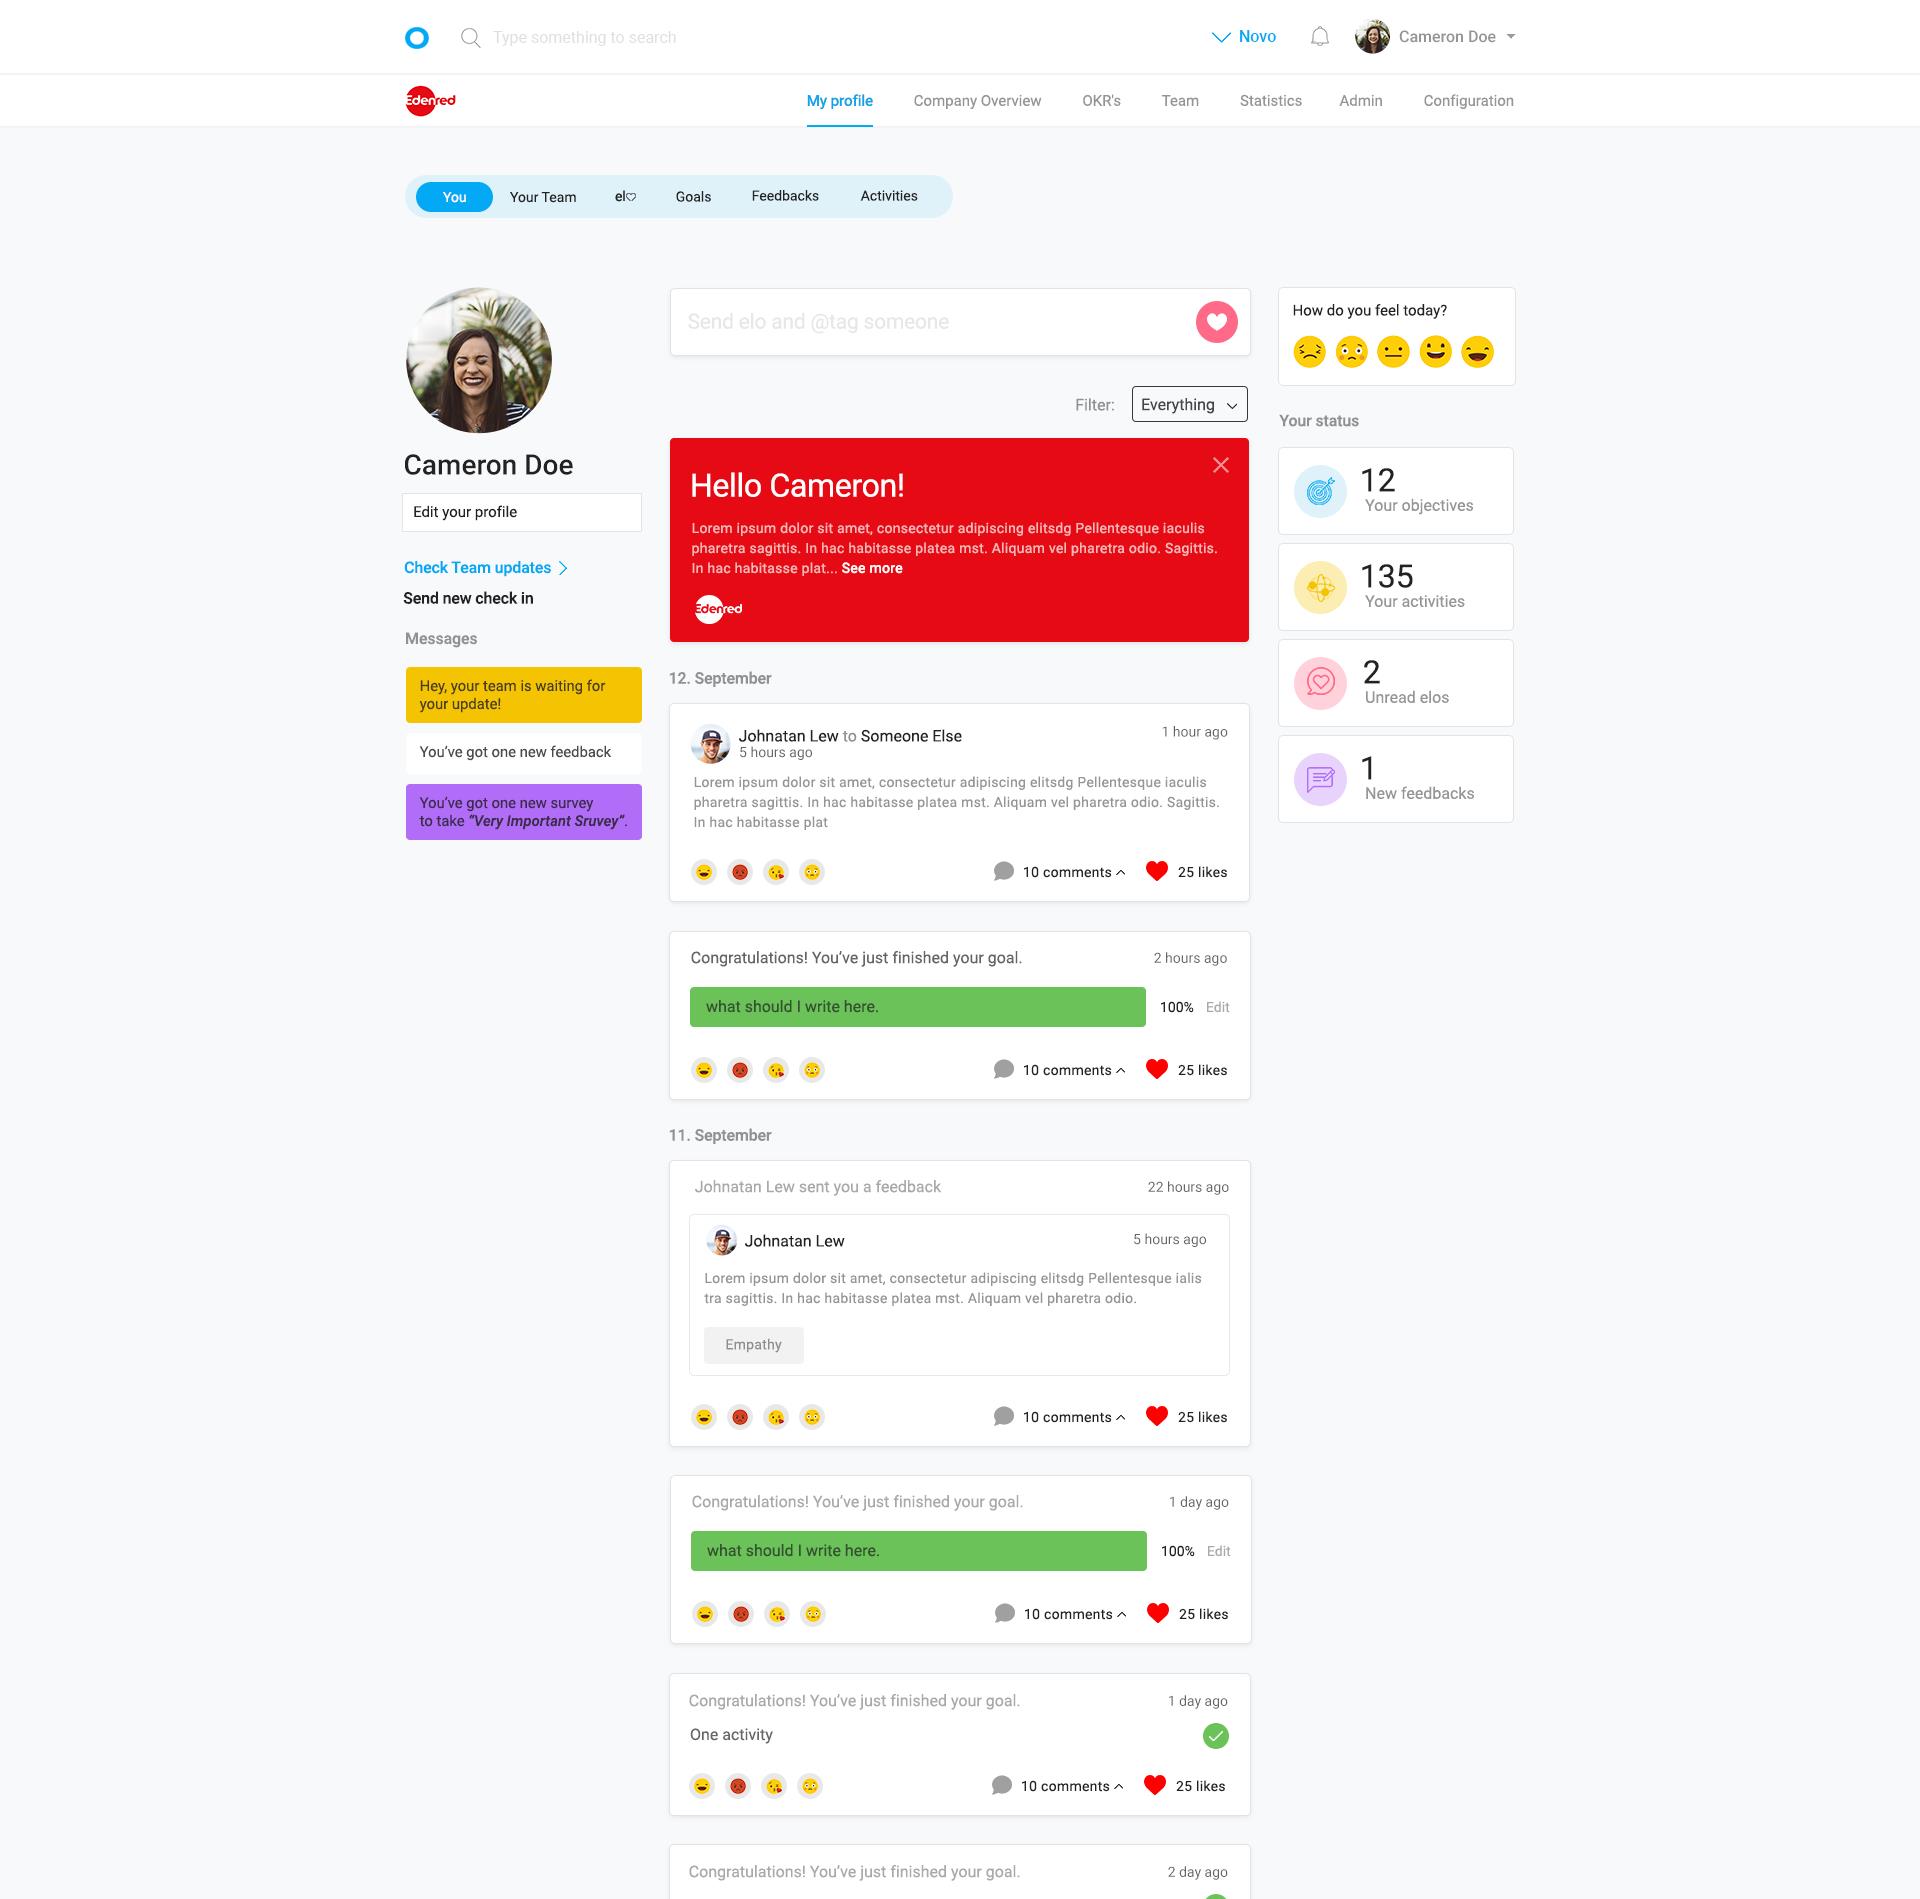 Type something to search
Novo
Cameron Doe
Edenred
My profile
Company Overview
OKR's
Team
Statistics
Admin
Configuration
You
Your Team
el♡
Goals
Feedbacks
Activities
Cameron Doe
Edit your profile
Check Team updates
Send new check in
Messages
Hey, your team is waiting for
your update!
You’ve got one new feedback
You’ve got one new survey
to take “Very Important Sruvey“.
Send elo and @tag someone
Filter:
Everything
Hello Cameron!
Lorem ipsum dolor sit amet, consectetur adipiscing elitsdg Pellentesque iaculis
pharetra sagittis. In hac habitasse platea mst. Aliquam vel pharetra odio. Sagittis.
In hac habitasse plat... See more
Edenred
12. September
Johnatan Lew to Someone Else
1 hour ago
5 hours ago
Lorem ipsum dolor sit amet, consectetur adipiscing elitsdg Pellentesque iaculis
pharetra sagittis. In hac habitasse platea mst. Aliquam vel pharetra odio. Sagittis.
In hac habitasse plat
10 comments
25 likes
Congratulations! You’ve just finished your goal.
2 hours ago
what should I write here.
100%
Edit
10 comments
25 likes
11. September
Johnatan Lew sent you a feedback
22 hours ago
Johnatan Lew
5 hours ago
Lorem ipsum dolor sit amet, consectetur adipiscing elitsdg Pellentesque ialis
tra sagittis. In hac habitasse platea mst. Aliquam vel pharetra odio.
Empathy
10 comments
25 likes
Congratulations! You’ve just finished your goal.
1 day ago
what should I write here.
100%
Edit
10 comments
25 likes
Congratulations! You’ve just finished your goal.
1 day ago
One activity
10 comments
25 likes
Congratulations! You’ve just finished your goal.
2 day ago
How do you feel today?
Your status
12
Your objectives
135
Your activities
2
Unread elos
1
New feedbacks